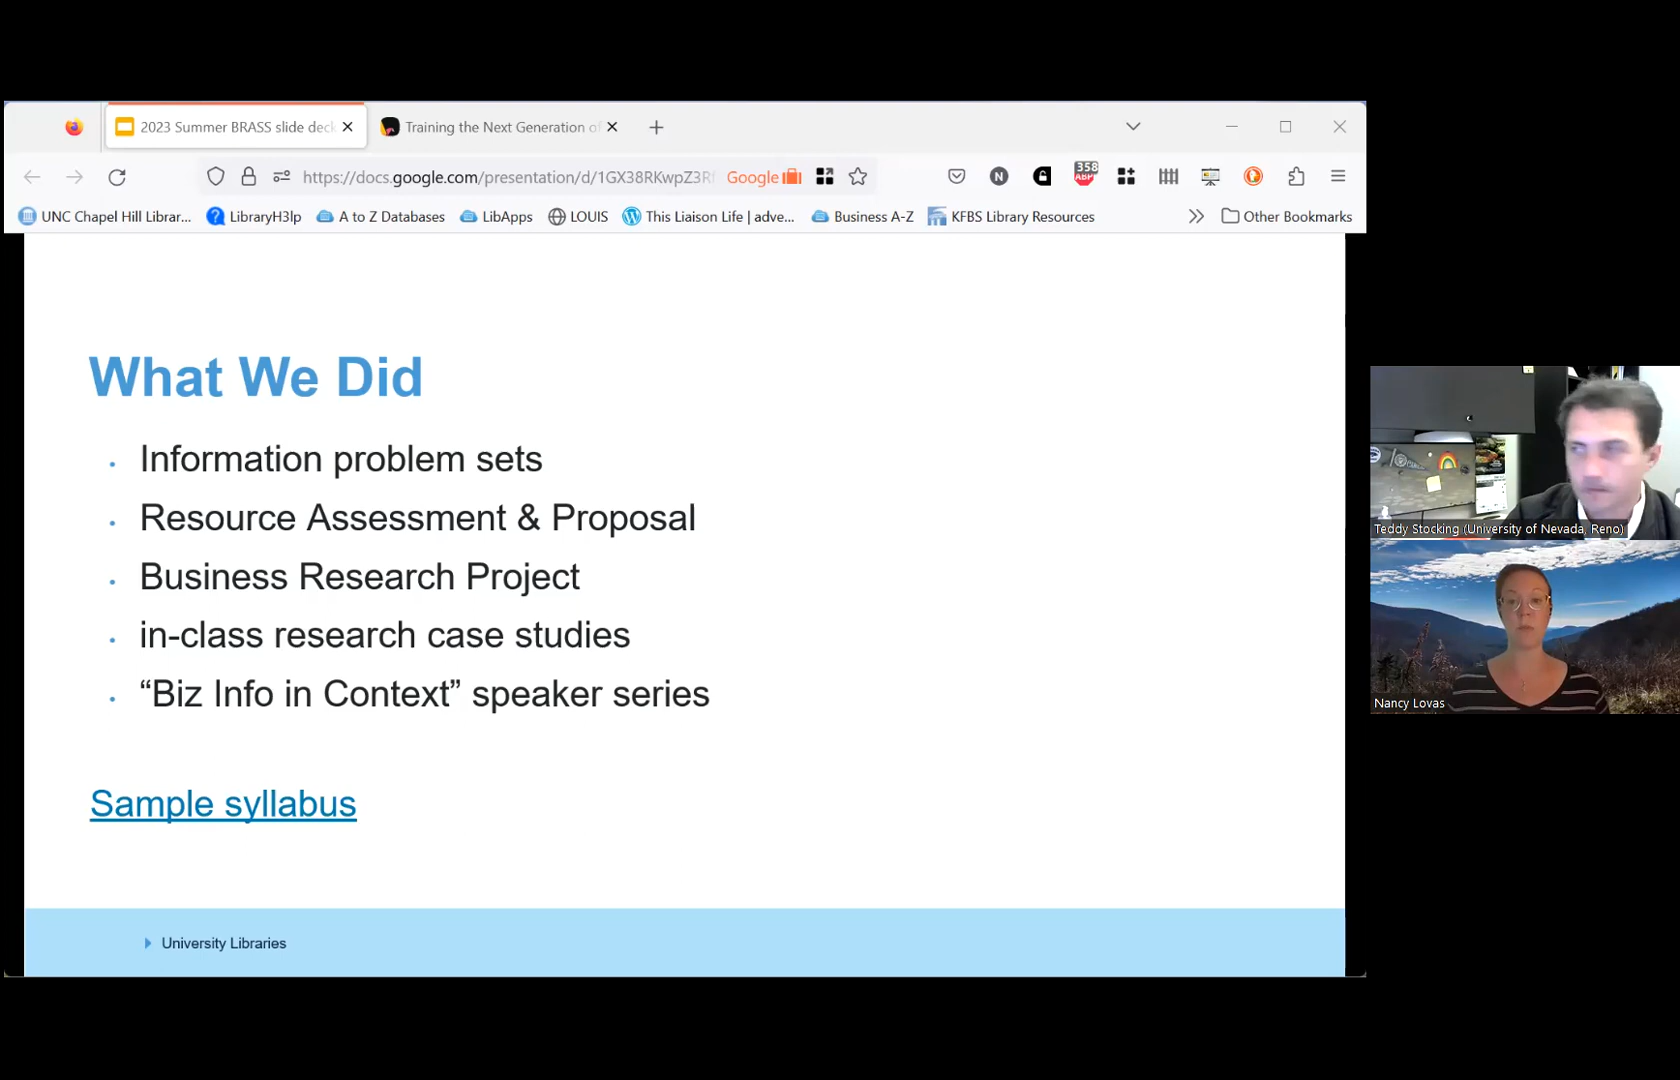 2023 Summer BRASS slide deck
Training the Next Generation of
https://docs.google.com/presentation/d/1GX38RKwpZ3R
Google
358
ABP
N
UNC Chapel Hill Librar...
LibraryH3lp
A to Z Databases
LibApps
LOUIS
This Liaison Life | adve...
Business A-Z
KFBS Library Resources
Other Bookmarks
What We Did
Information problem sets
Resource Assessment & Proposal
Business Research Project
in-class research case studies
“Biz Info in Context” speaker series
Sample syllabus
University Libraries
Teddy Stocking (University of Nevada, Reno)
Nancy Lovas